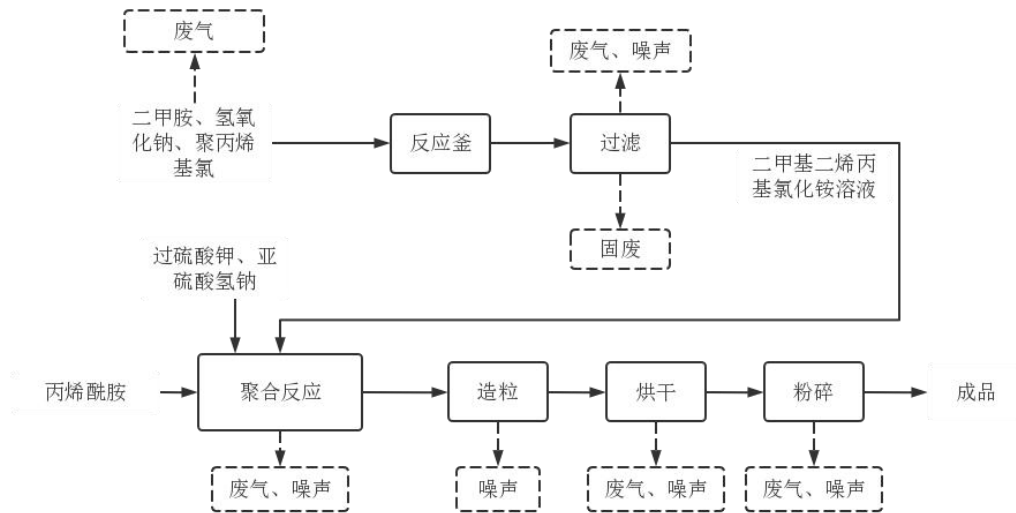 废气
废气、噪声
二甲胺、氢氧
化钠、聚丙烯
基氯
反应釜
过滤
二甲基二烯丙
基氯化铵溶液
固废
过硫酸钾、亚
硫酸氢钠
丙烯酰胺
聚合反应
造粒
烘干
粉碎
成品
废气、噪声
噪声
废气、噪声
废气、噪声